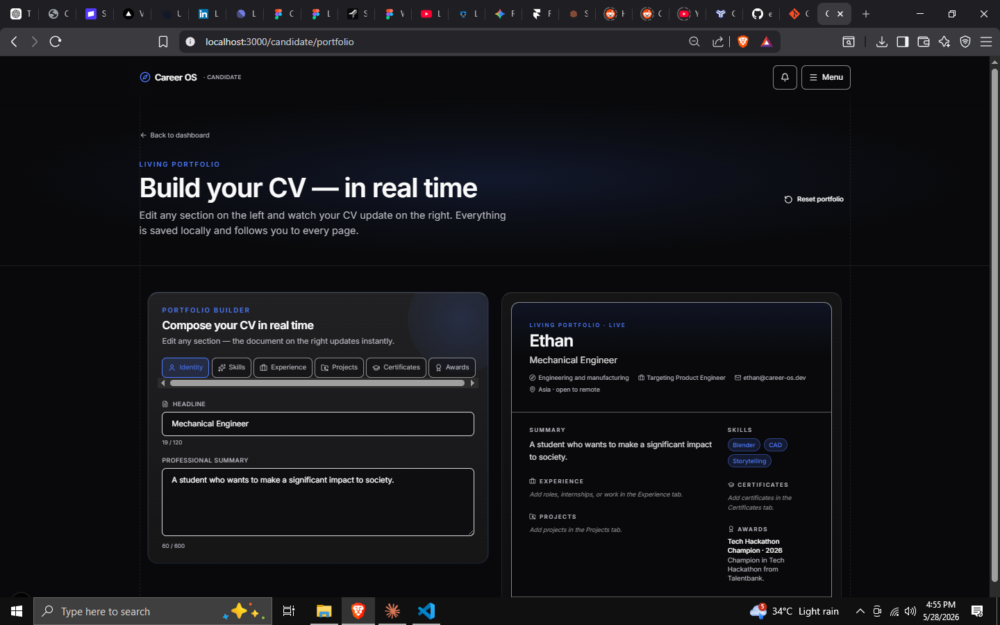 T
C
S
V
U
L
L
C
L
S
V
L
L
F
F
S
F
C
Y
C
e
C
C
localhost:3000/candidate/portfolio
Career OS · CANDIDATE
Menu
Back to dashboard
LIVING PORTFOLIO
Build your CV — in real time
Edit any section on the left and watch your CV update on the right. Everything
is saved locally and follows you to every page.
Reset portfolio
PORTFOLIO BUILDER
Compose your CV in real time
Edit any section — the document on the right updates instantly.
Identity Skills Experience Projects Certificates Awards
HEADLINE
Mechanical Engineer
19 / 120
PROFESSIONAL SUMMARY
A student who wants to make a significant impact to society.
60 / 600
LIVING PORTFOLIO · LIVE
Ethan
Mechanical Engineer
Engineering and manufacturing Targeting Product Engineer ethan@career-os.dev
Asia · open to remote
SUMMARY
A student who wants to make a significant impact
to society.
EXPERIENCE
Add roles, internships, or work in the Experience tab.
PROJECTS
Add projects in the Projects tab.
SKILLS
Blender CAD
Storytelling
CERTIFICATES
Add certificates in the
Certificates tab.
AWARDS
Tech Hackathon
Champion · 2026
Champion in Tech
Hackathon from
Talentbank.
Type here to search
5
34°C Light rain
4:55 PM
5/28/2026